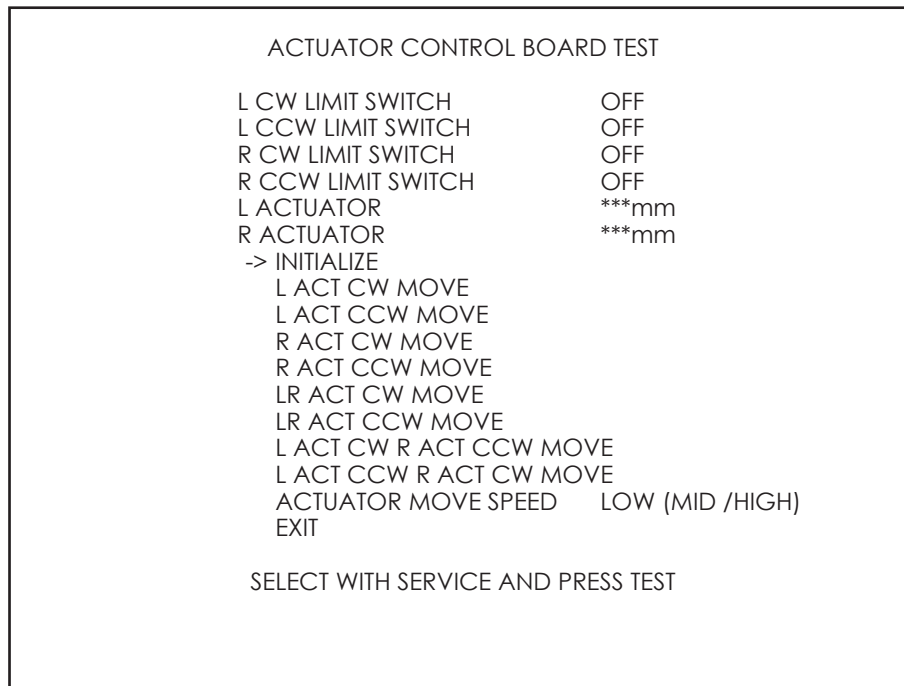 ACTUATOR CONTROL BOARD TEST
L CW LIMIT SWITCH OFF
L CCW LIMIT SWITCH OFF
R CW LIMIT SWITCH OFF
R CCW LIMIT SWITCH OFF
L ACTUATOR ***mm
R ACTUATOR ***mm
-> INITIALIZE
L ACT CW MOVE
L ACT CCW MOVE
R ACT CW MOVE
R ACT CCW MOVE
LR ACT CW MOVE
LR ACT CCW MOVE
L ACT CW R ACT CCW MOVE
L ACT CCW R ACT CW MOVE
ACTUATOR MOVE SPEED LOW (MID /HIGH)
EXIT
SELECT WITH SERVICE AND PRESS TEST